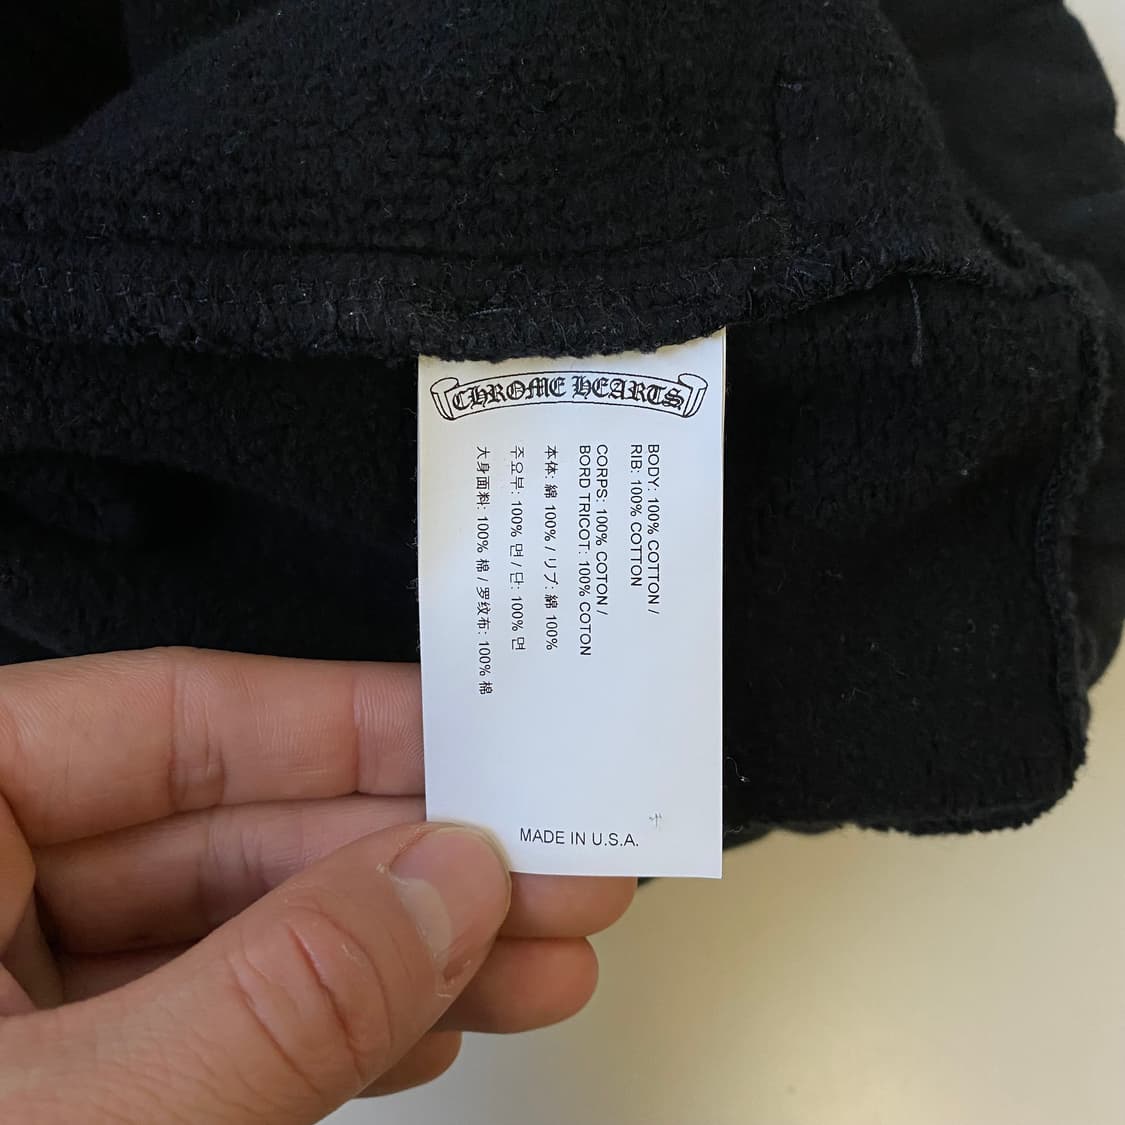 CHROME HEARTS
BODY: 100% COTTON /
RIB: 100% COTTON
CORPS: 100% COTON /
BORD TRICOT: 100% COTON
本体: 綿 100% / リブ: 綿 100%
주요부: 100% 면 / 단: 100% 면
大身面料: 100% 棉 / 罗纹布: 100% 棉
MADE IN U.S.A.